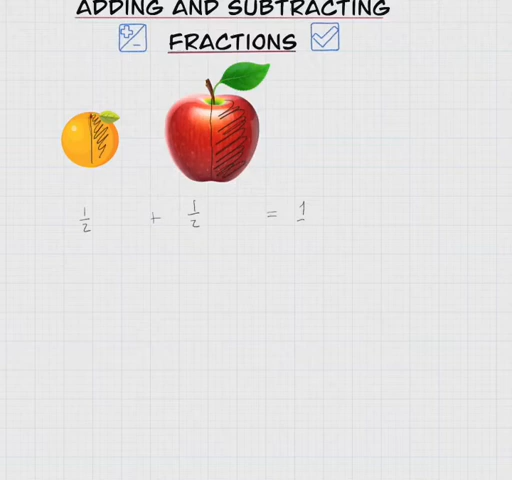 ADDING AND SUBTRACTING
FRACTIONS
1/2 + 1/2 = 1